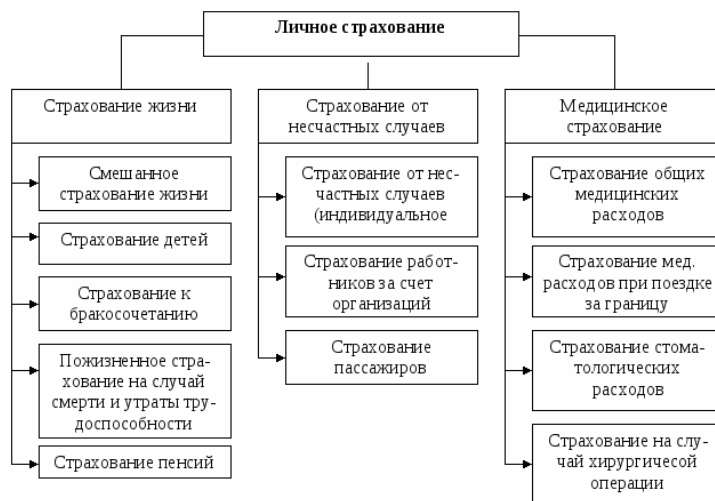 Личное страхование
Страхование жизни
Смешанное
страхование жизни
Страхование детей
Страхование к
бракосочетанию
Пожизненное стра-
хование на случай
смерти и утраты тру-
доспособности
Страхование пенсий
Страхование от
несчастных случаев
Страхование от нес-
частных случаев
(индивидуальное
Страхование работ-
ников за счет
организаций
Страхование
пассажиров
Медицинское
страхование
Страхование общих
медицинских
расходов
Страхование мед.
расходов при поездке
за границу
Страхование стома-
тологических
расходов
Страхование на слу-
чай хирургичесой
операции